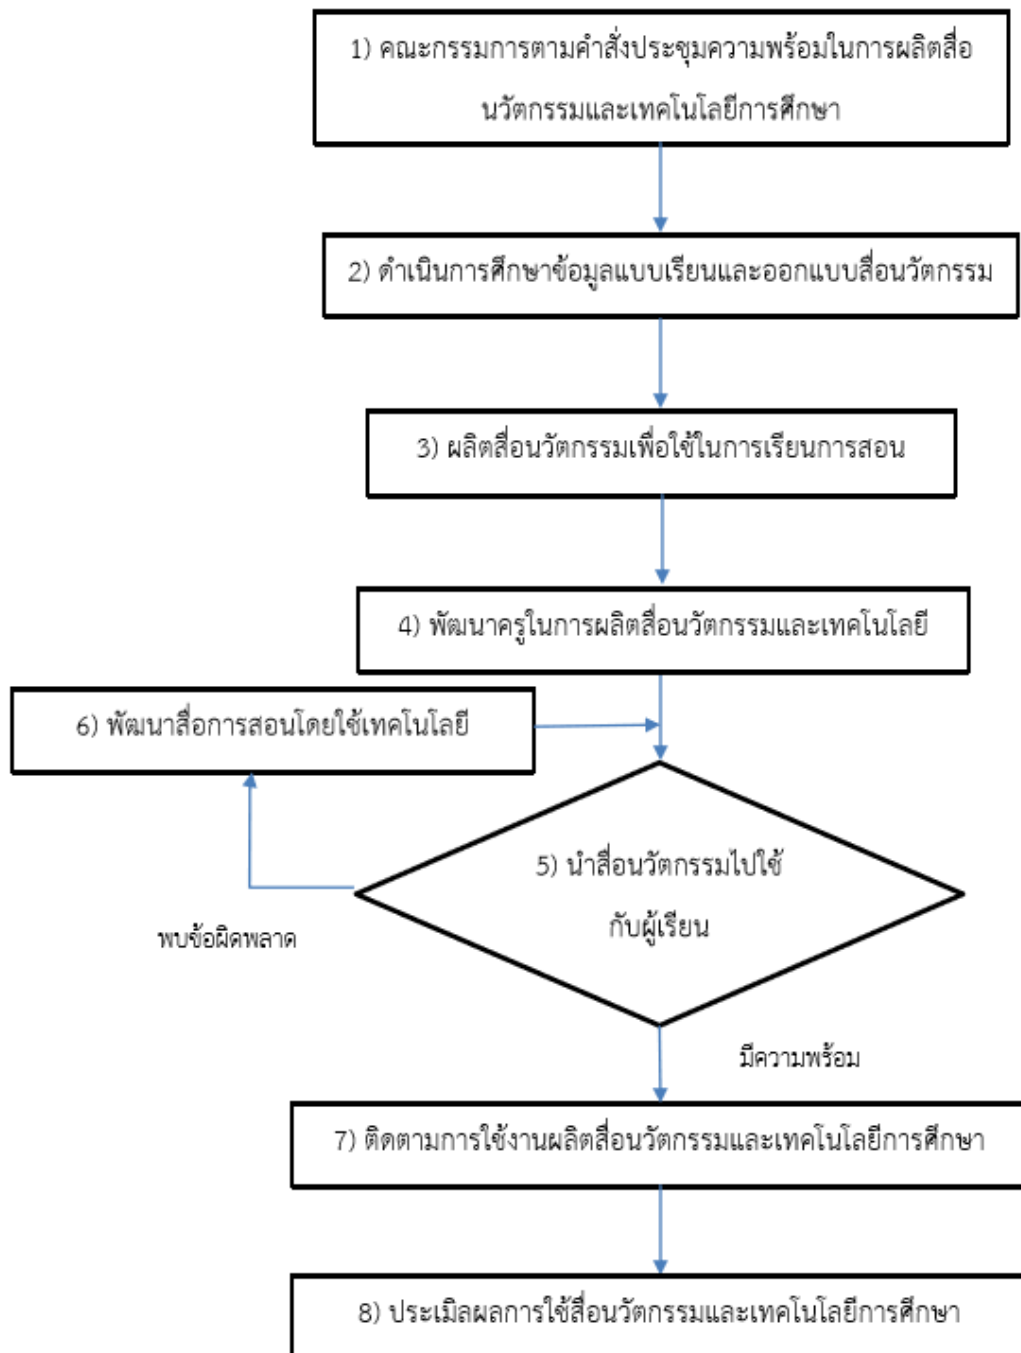 1) คณะกรรมการตามคำสั่งประชุมความพร้อมในการผลิตสื่อ
นวัตกรรมและเทคโนโลยีการศึกษา
2) ดำเนินการศึกษาข้อมูลแบบเรียนและออกแบบสื่อนวัตกรรม
3) ผลิตสื่อนวัตกรรมเพื่อใช้ในการเรียนการสอน
4) พัฒนาครูในการผลิตสื่อนวัตกรรมและเทคโนโลยี
6) พัฒนาสื่อการสอนโดยใช้เทคโนโลยี
5) นำสื่อนวัตกรรมไปใช้
กับผู้เรียน
พบข้อผิดพลาด
มีความพร้อม
7) ติดตามการใช้งานผลิตสื่อนวัตกรรมและเทคโนโลยีการศึกษา
8) ประเมิลผลการใช้สื่อนวัตกรรมและเทคโนโลยีการศึกษา